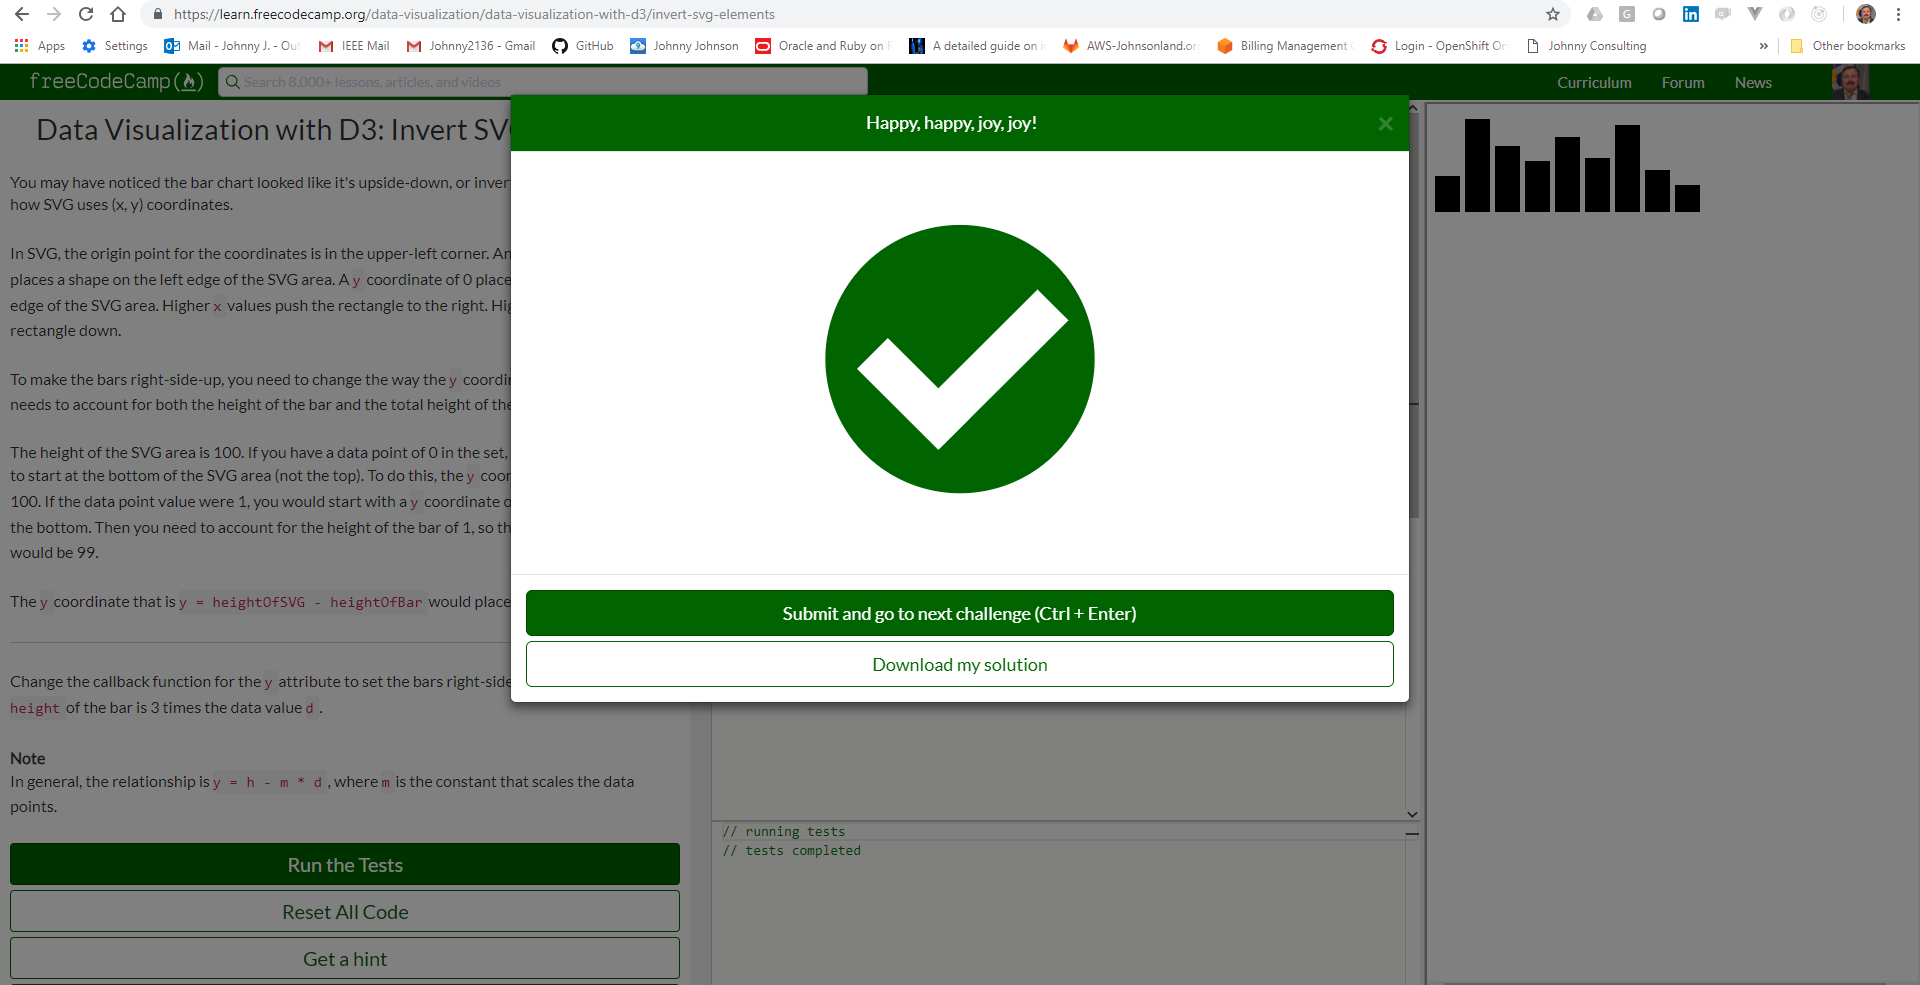 https://learn.freecodecamp.org/data-visualization/data-visualization-with-d3/invert-svg-elements
Apps Settings Mail - Johnny J. - Out IEEE Mail Johnny2136 - Gmail GitHub Johnny Johnson Oracle and Ruby on A detailed guide on AWS-Johnsonland.or Billing Management Login - OpenShift On Johnny Consulting » Other bookmarks
freeCodeCamp Search 8,000+ lessons, articles, and videos Curriculum Forum News
Happy, happy, joy, joy!
Data Visualization with D3: Invert SV
You may have noticed the bar chart looked like it's upside-down, or inver
how SVG uses (x, y) coordinates.
In SVG, the origin point for the coordinates is in the upper-left corner. An
places a shape on the left edge of the SVG area. A y coordinate of 0 place
edge of the SVG area. Higher x values push the rectangle to the right. Hig
rectangle down.
To make the bars right-side-up, you need to change the way the y coordin
needs to account for both the height of the bar and the total height of the
The height of the SVG area is 100. If you have a data point of 0 in the set,
to start at the bottom of the SVG area (not the top). To do this, the y coor
100. If the data point value were 1, you would start with a y coordinate o
the bottom. Then you need to account for the height of the bar of 1, so th
would be 99.
The y coordinate that is y = heightOfSVG - heightOfBar would place
Submit and go to next challenge (Ctrl + Enter)
Download my solution
Change the callback function for the y attribute to set the bars right-side
height of the bar is 3 times the data value d .
Note
In general, the relationship is y = h - m * d , where m is the constant that scales the data
points.
Run the Tests
Reset All Code
Get a hint
// running tests
// tests completed